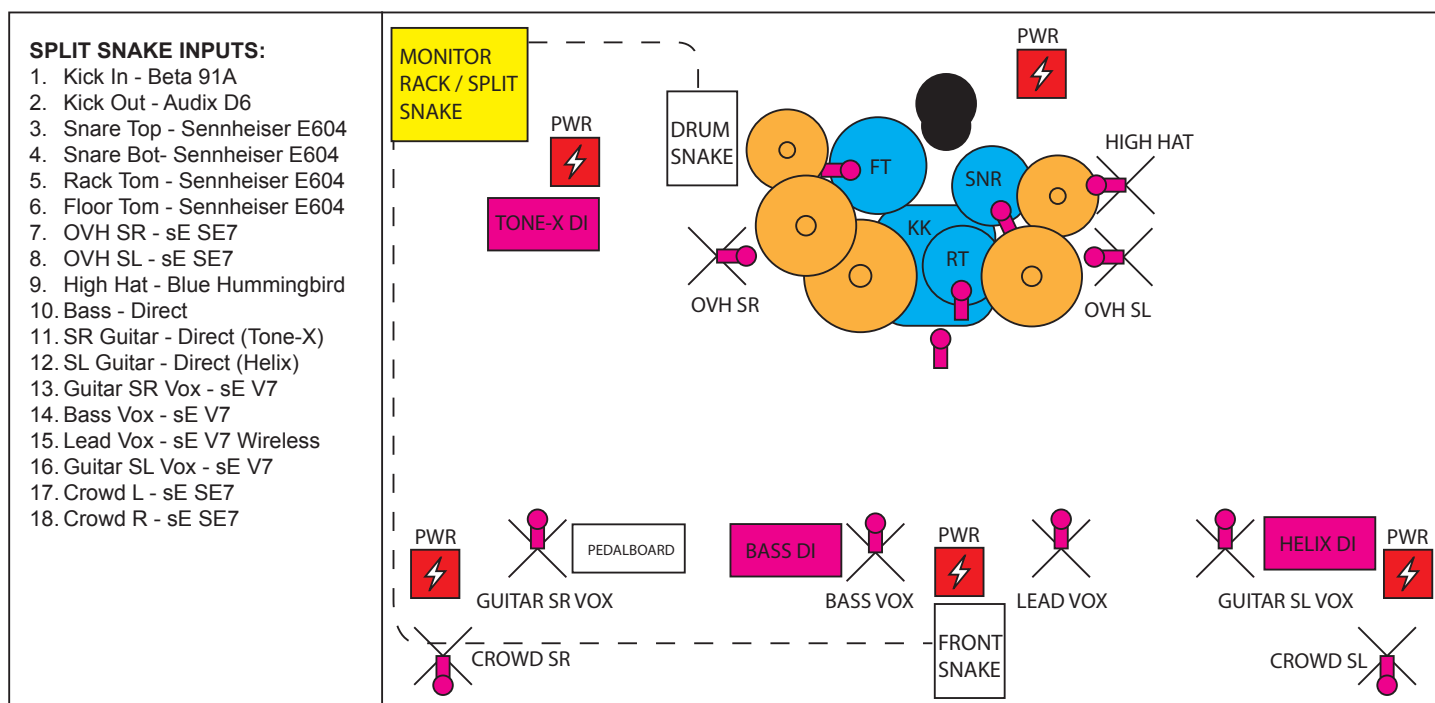 SPLIT SNAKE INPUTS:
1. Kick In - Beta 91A
2. Kick Out - Audix D6
3. Snare Top - Sennheiser E604
4. Snare Bot- Sennheiser E604
5. Rack Tom - Sennheiser E604
6. Floor Tom - Sennheiser E604
7. OVH SR - sE SE7
8. OVH SL - sE SE7
9. High Hat - Blue Hummingbird
10. Bass - Direct
11. SR Guitar - Direct (Tone-X)
12. SL Guitar - Direct (Helix)
13. Guitar SR Vox - sE V7
14. Bass Vox - sE V7
15. Lead Vox - sE V7 Wireless
16. Guitar SL Vox - sE V7
17. Crowd L - sE SE7
18. Crowd R - sE SE7
MONITOR
RACK / SPLIT
SNAKE
PWR
TONE-X DI
DRUM
SNAKE
PWR
HIGH HAT
FT
SNR
KK
RT
OVH SR
OVH SL
PWR
GUITAR SR VOX
PEDALBOARD
BASS DI
BASS VOX
PWR
LEAD VOX
GUITAR SL VOX
HELIX DI
PWR
CROWD SR
FRONT
SNAKE
CROWD SL